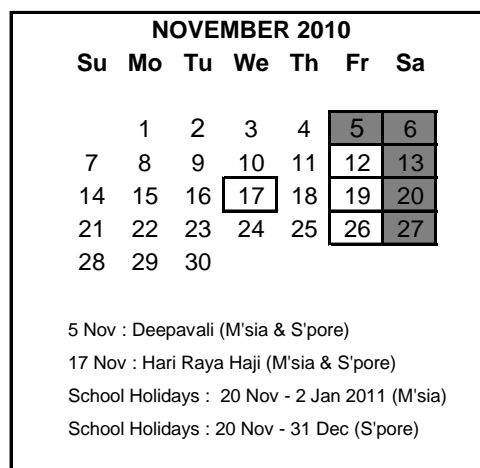 NOVEMBER 2010
Su Mo Tu We Th Fr Sa
1 2 3 4 5 6
7 8 9 10 11 12 13
14 15 16 17 18 19 20
21 22 23 24 25 26 27
28 29 30
5 Nov : Deepavali (M'sia & S'pore)
17 Nov : Hari Raya Haji (M'sia & S'pore)
School Holidays : 20 Nov - 2 Jan 2011 (M'sia)
School Holidays : 20 Nov - 31 Dec (S'pore)